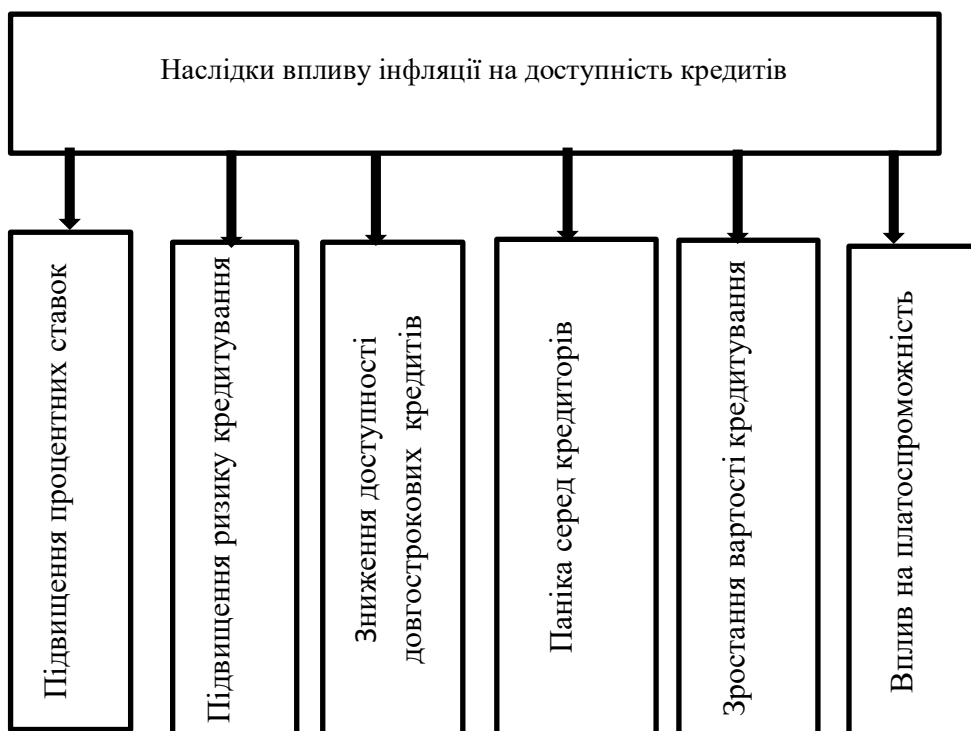 Наслідки впливу інфляції на доступність кредитів
Підвищення процентних ставок
Підвищення ризику кредитування
Зниження доступності
довгострокових кредитів
Паніка серед кредиторів
Зростання вартості кредитування
Вплив на платоспроможність